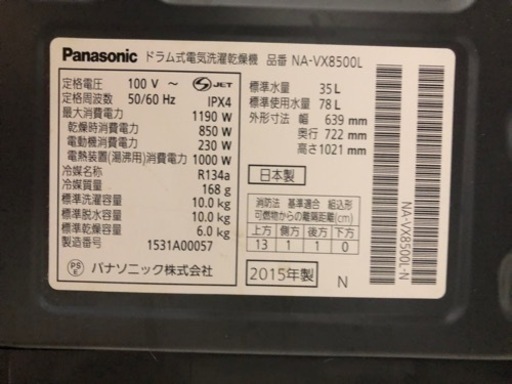 Panasonic ドラム式電気洗濯乾燥機 品番 NA-VX8500L
定格電圧 100 V ～
定格周波数 50/60 Hz
S JET
IPX4
最大消費電力 1190 W
乾燥時消費電力 850 W
電動機消費電力 230 W
電熱装置(湯沸用)消費電力 1000 W
冷媒名称 R134a
冷媒質量 168 g
標準洗濯容量 10.0 kg
標準脱水容量 10.0 kg
標準乾燥容量 6.0 kg
製造番号 1531A00057
PS E パナソニック株式会社
標準水量 35 L
標準使用水量 78 L
外形寸法 幅 639 mm
奥行 722 mm
高さ 1021 mm
日本製
消防法 基準適合 組込形
可燃物からの離隔距離(cm)
上方 側方 後方 下方
13 1 1 0
2015年製 N
NA-VX8500L-N